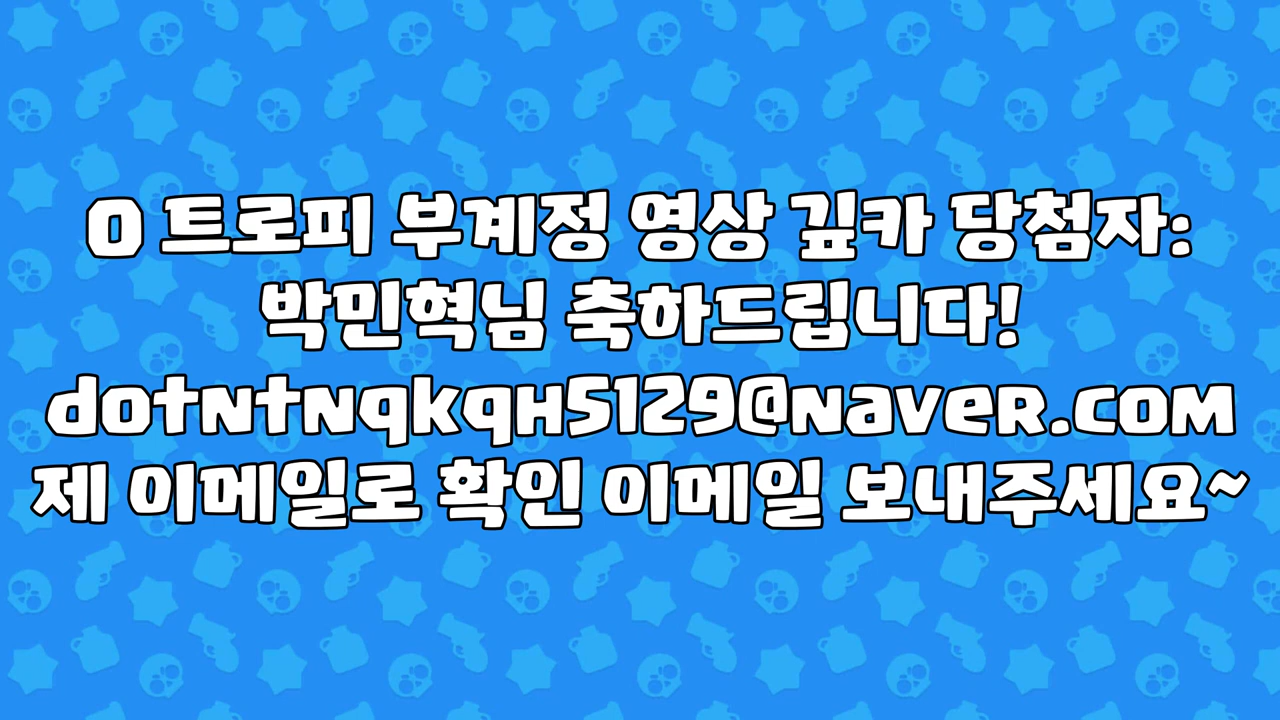 0 트로피 부계정 영상 깊카 당첨자:
박민혁님 축하드립니다!
dotntnqkqh5129@naver.com
제 이메일로 확인 이메일 보내주세요~